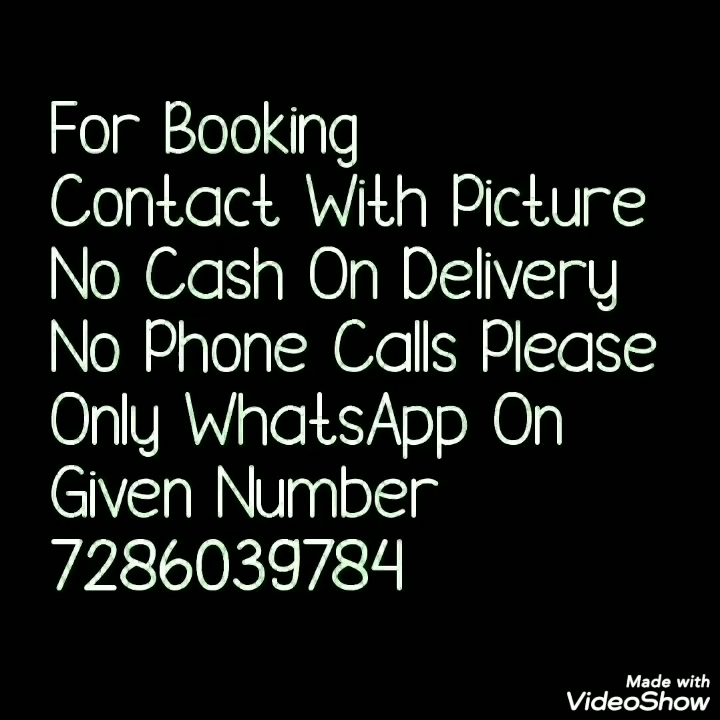 For Booking
Contact With Picture
No Cash On Delivery
No Phone Calls Please
Only WhatsApp On
Given Number
7286039784
Made with
VideoShow